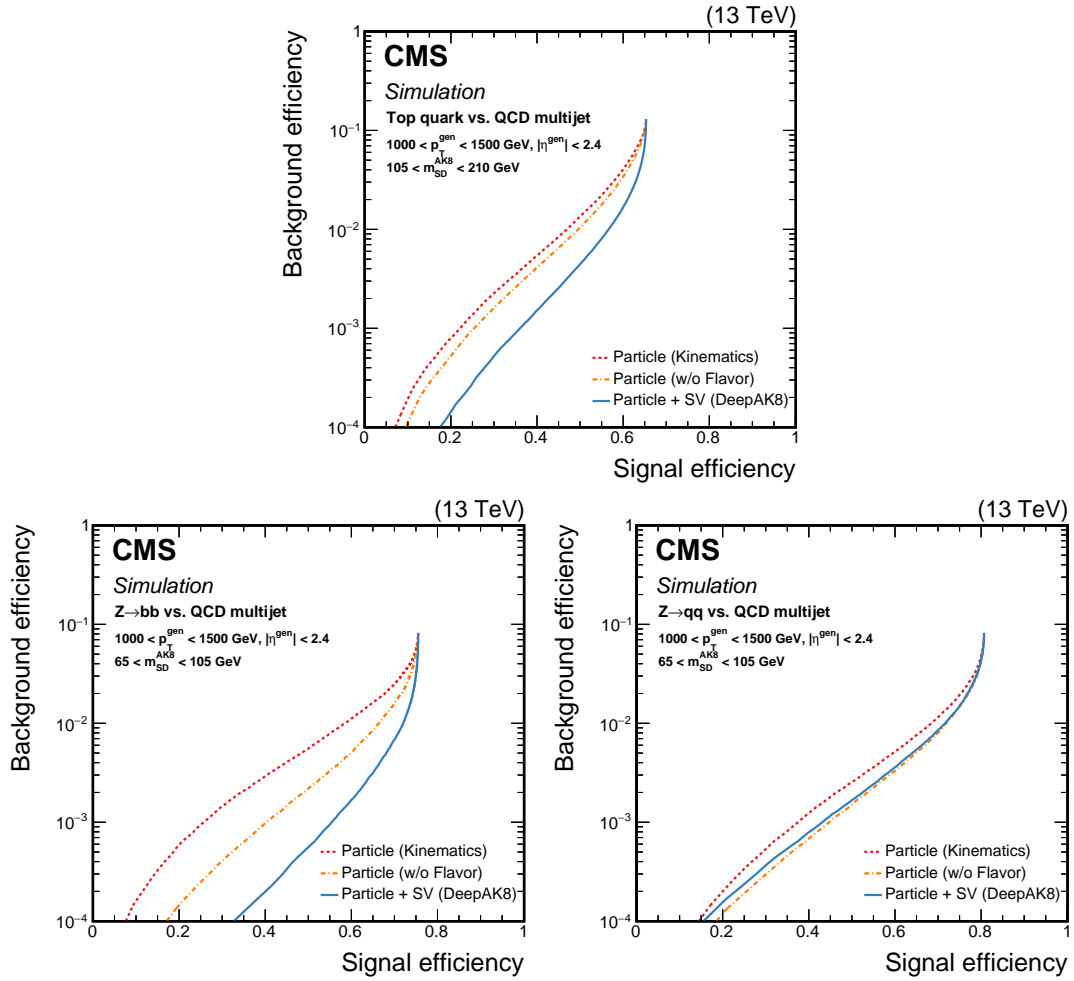 (13 TeV)
Background efficiency
1
10⁻¹
10⁻²
10⁻³
10⁻⁴
CMS
Simulation
Top quark vs. QCD multijet
1000 < p_T^gen < 1500 GeV, |η^gen| < 2.4
105 < m_SD^AK8 < 210 GeV
Particle (Kinematics)
Particle (w/o Flavor)
Particle + SV (DeepAK8)
0 0.2 0.4 0.6 0.8 1
Signal efficiency
(13 TeV)
Background efficiency
1
10⁻¹
10⁻²
10⁻³
10⁻⁴
CMS
Simulation
Z→bb vs. QCD multijet
1000 < p_T^gen < 1500 GeV, |η^gen| < 2.4
65 < m_SD^AK8 < 105 GeV
Particle (Kinematics)
Particle (w/o Flavor)
Particle + SV (DeepAK8)
0 0.2 0.4 0.6 0.8 1
Signal efficiency
(13 TeV)
Background efficiency
1
10⁻¹
10⁻²
10⁻³
10⁻⁴
CMS
Simulation
Z→qq vs. QCD multijet
1000 < p_T^gen < 1500 GeV, |η^gen| < 2.4
65 < m_SD^AK8 < 105 GeV
Particle (Kinematics)
Particle (w/o Flavor)
Particle + SV (DeepAK8)
0 0.2 0.4 0.6 0.8 1
Signal efficiency